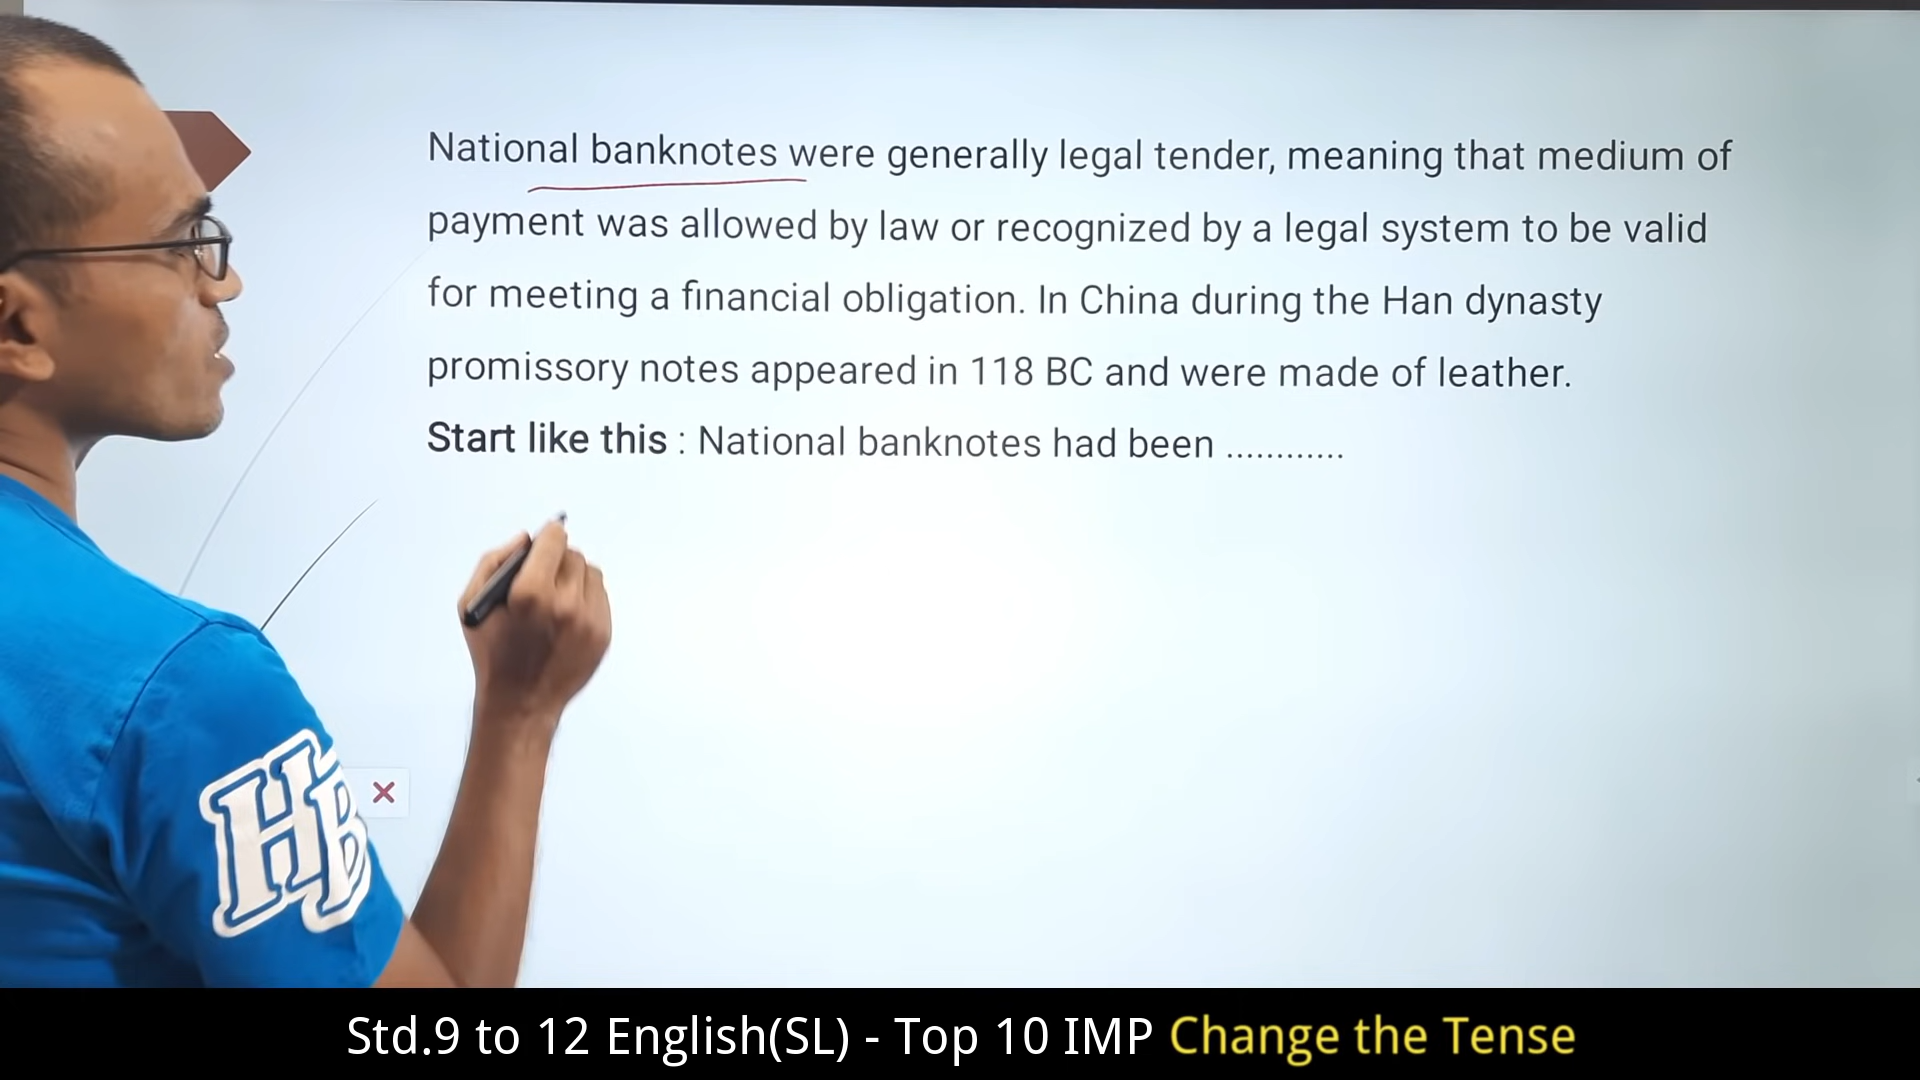 National banknotes were generally legal tender, meaning that medium of
payment was allowed by law or recognized by a legal system to be valid
for meeting a financial obligation. In China during the Han dynasty
promissory notes appeared in 118 BC and were made of leather.
Start like this : National banknotes had been ............
HB
Std.9 to 12 English(SL) - Top 10 IMP Change the Tense